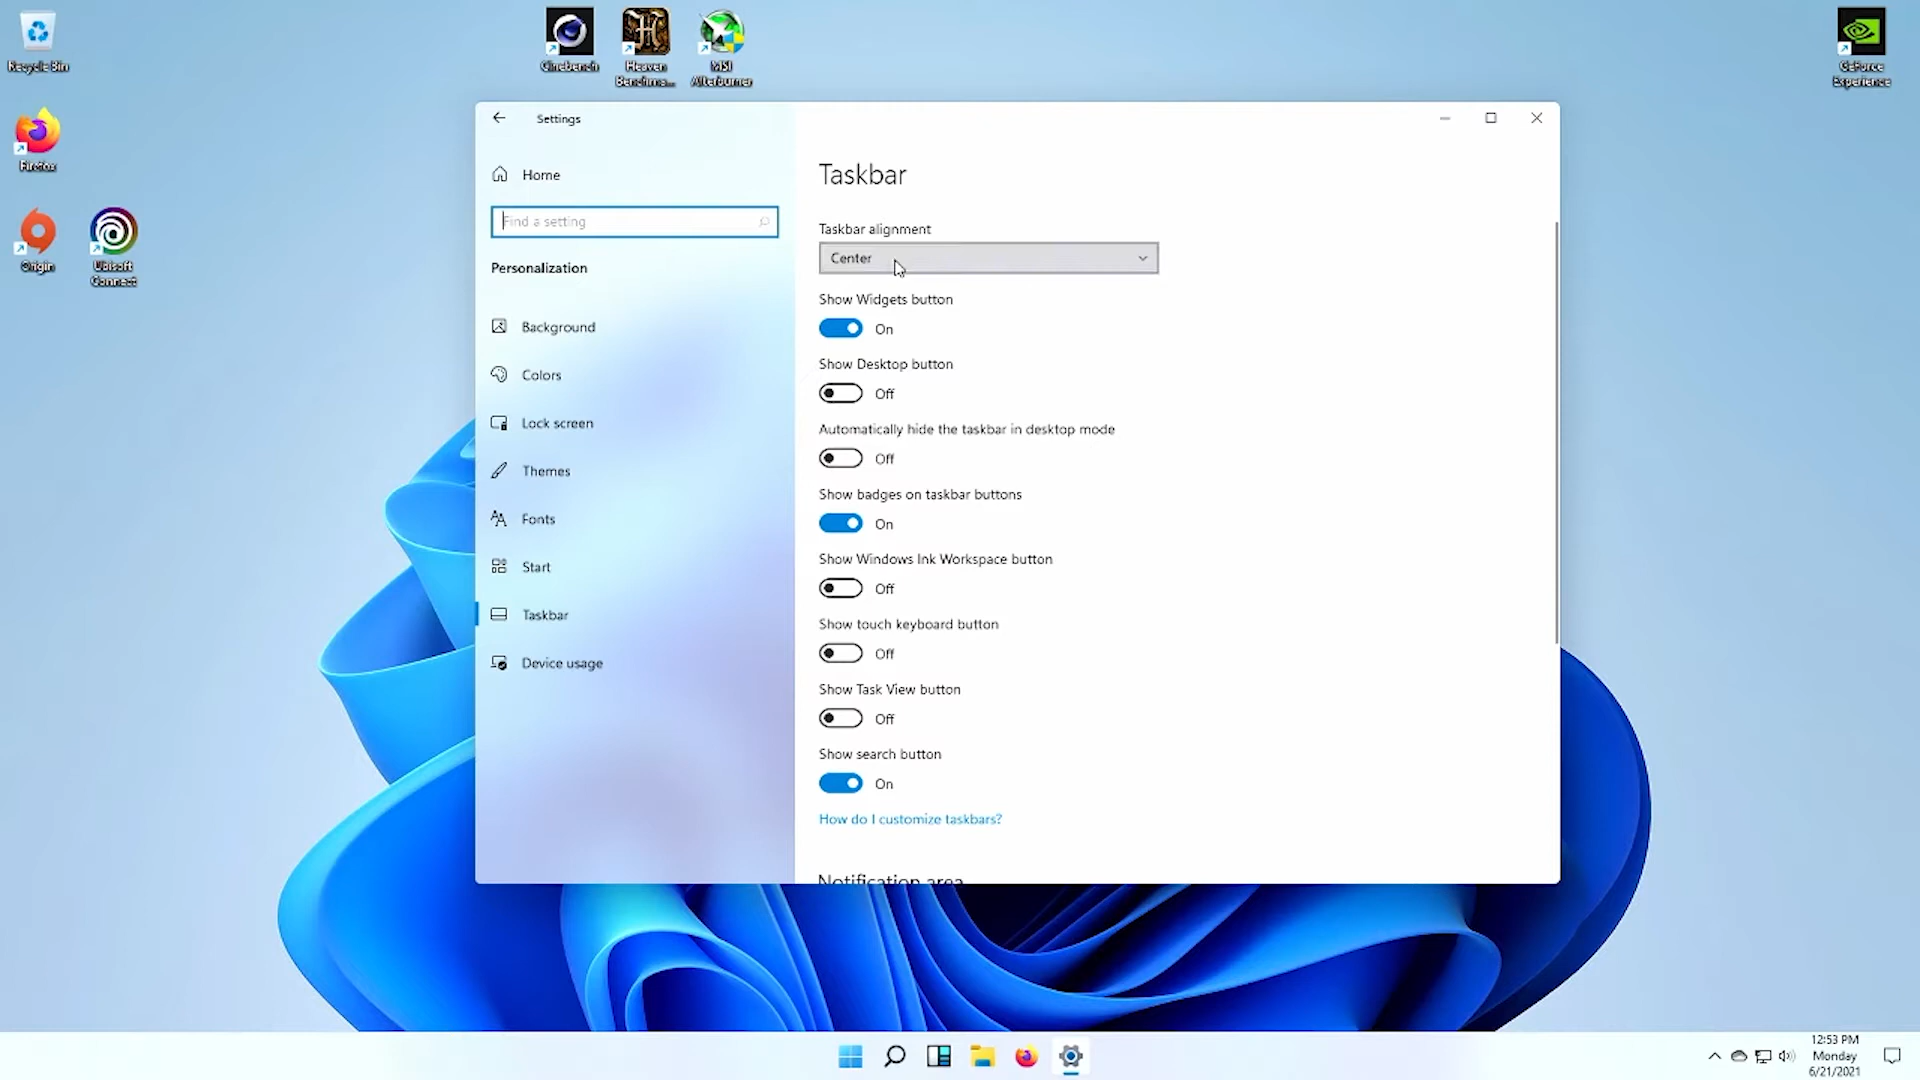 Recycle Bin
Cinebench
Heaven
Benchma...
MSI
Afterburner
GeForce
Experience
Firefox
Origin
Ubisoft
Connect
Settings
Home
Find a setting
Personalization
Background
Colors
Lock screen
Themes
Fonts
Start
Taskbar
Device usage
Taskbar
Taskbar alignment
Center
Show Widgets button
On
Show Desktop button
Off
Automatically hide the taskbar in desktop mode
Off
Show badges on taskbar buttons
On
Show Windows Ink Workspace button
Off
Show touch keyboard button
Off
Show Task View button
Off
Show search button
On
How do I customize taskbars?
Notification area
12:53 PM
Monday
6/21/2021